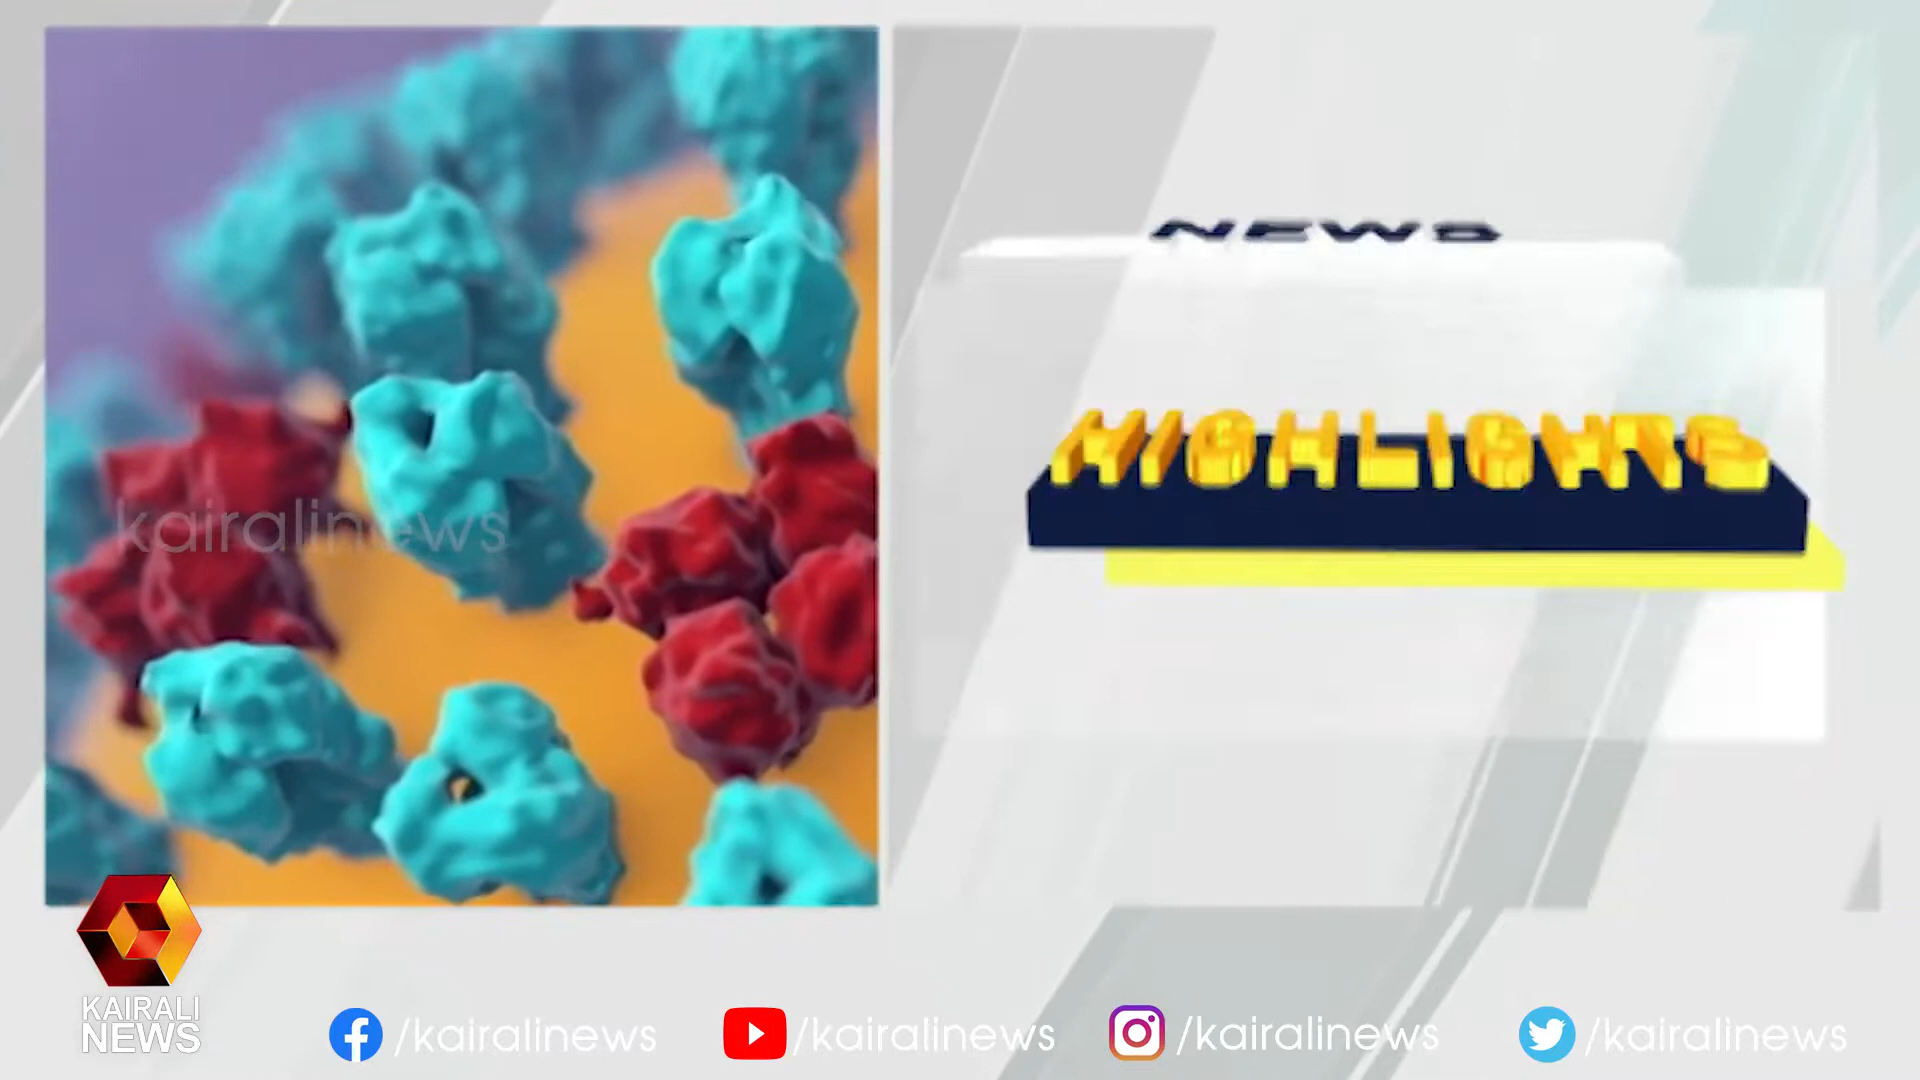 NEWS
HIGHLIGHTS
kairalinews
KAIRALI
NEWS
/kairalinews
/kairalinews
/kairalinews
/kairalinews